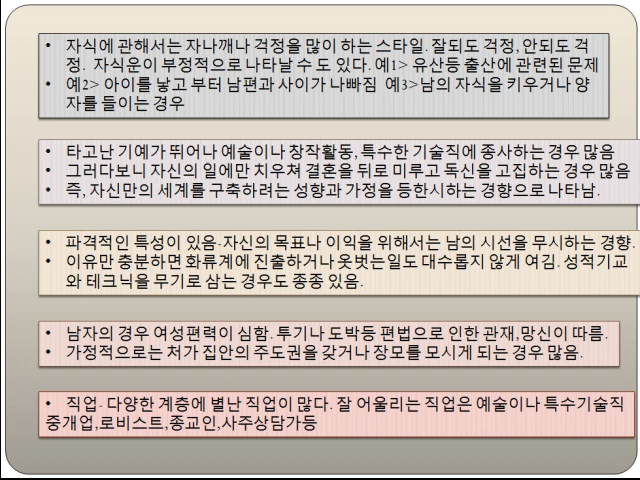 • 자식에 관해서는 자나깨나 걱정을 많이 하는 스타일. 잘되도 걱정, 안되도 걱
정. 자식운이 부정적으로 나타날 수 도 있다. 예1> 유산등 출산에 관련된 문제
• 예2> 아이를 낳고 부터 남편과 사이가 나빠짐 예3>남의 자식을 키우거나 양
자를 들이는 경우
• 타고난 기예가 뛰어나 예술이나 창작활동, 특수한 기술직에 종사하는 경우 많음
• 그러다보니 자신의 일에만 치우쳐 결혼을 뒤로 미루고 독신을 고집하는 경우 많음
• 즉, 자신만의 세계를 구축하려는 성향과 가정을 등한시하는 경향으로 나타남.
• 파격적인 특성이 있음-자신의 목표나 이익을 위해서는 남의 시선을 무시하는 경향.
• 이유만 충분하면 화류계에 진출하거나 옷벗는일도 대수롭지 않게 여김. 성적기교
와 테크닉을 무기로 삼는 경우도 종종 있음.
• 남자의 경우 여성편력이 심함. 투기나 도박등 편법으로 인한 관재,망신이 따름.
• 가정적으로는 처가 집안의 주도권을 갖거나 장모를 모시게 되는 경우 많음.
• 직업- 다양한 계층에 별난 직업이 많다. 잘 어울리는 직업은 예술이나 특수기술직
중개업,로비스트,종교인,사주상담가등